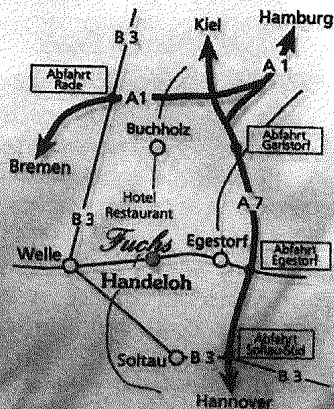 Kiel
Hamburg
B 3
A 1
Abfahrt
Rade
A1
Buchholz
Abfahrt
Garlstorf
Bremen
Hotel
Restaurant
A 7
B 3
Fuchs
Welle
Egestorf
Abfahrt
Egestorf
Handeloh
Soltau
B 3
Abfahrt
Soltau-Süd
B 3
Hannover